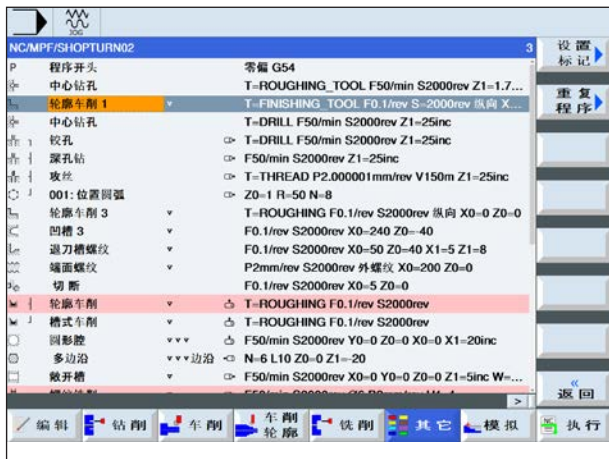 JOG
NC/MPF/SHOPTURN02 3
P 程序开头 零偏 G54
中心钻孔 T=ROUGHING_TOOL F50/min S2000rev Z1=1.7...
轮廓车削 1 T=FINISHING_TOOL F0.1/rev S=2000rev 纵向 X...
中心钻孔 T=DRILL F50/min S2000rev Z1=25inc
铰孔 T=DRILL F50/min S2000rev Z1=25inc
深孔钻 F50/min S2000rev Z1=25inc
攻丝 T=THREAD P2.000001mm/rev V150m Z1=25inc
001: 位置圆弧 Z0=1 R=50 N=8
轮廓车削 3 T=ROUGHING F0.1/rev S2000rev 纵向 X0=0 Z0=0
凹槽 3 F0.1/rev S2000rev X0=240 Z0=-40
退刀槽螺纹 F0.1/rev S2000rev X0=50 Z0=40 X1=5 Z1=8
端面螺纹 P2mm/rev S2000rev 外螺纹 X0=200 Z0=0
切断 F0.1/rev S2000rev X0=5 Z0=0
轮廓车削 T=ROUGHING F0.1/rev S2000rev
槽式车削 T=ROUGHING F0.1/rev S2000rev
圆形腔 F50/min S2000rev Y0=0 Z0=0 X0=0 X1=20inc
多边沿 边沿 N=6 L10 Z0=0 Z1=-20
敞开槽 F50/min S2000rev X0=0 Y0=0 Z0=0 Z1=5inc W=...
设置
标记
重复
程序
返回
编辑
钻削
车削
车削
轮廓
铣削
其它
模拟
执行